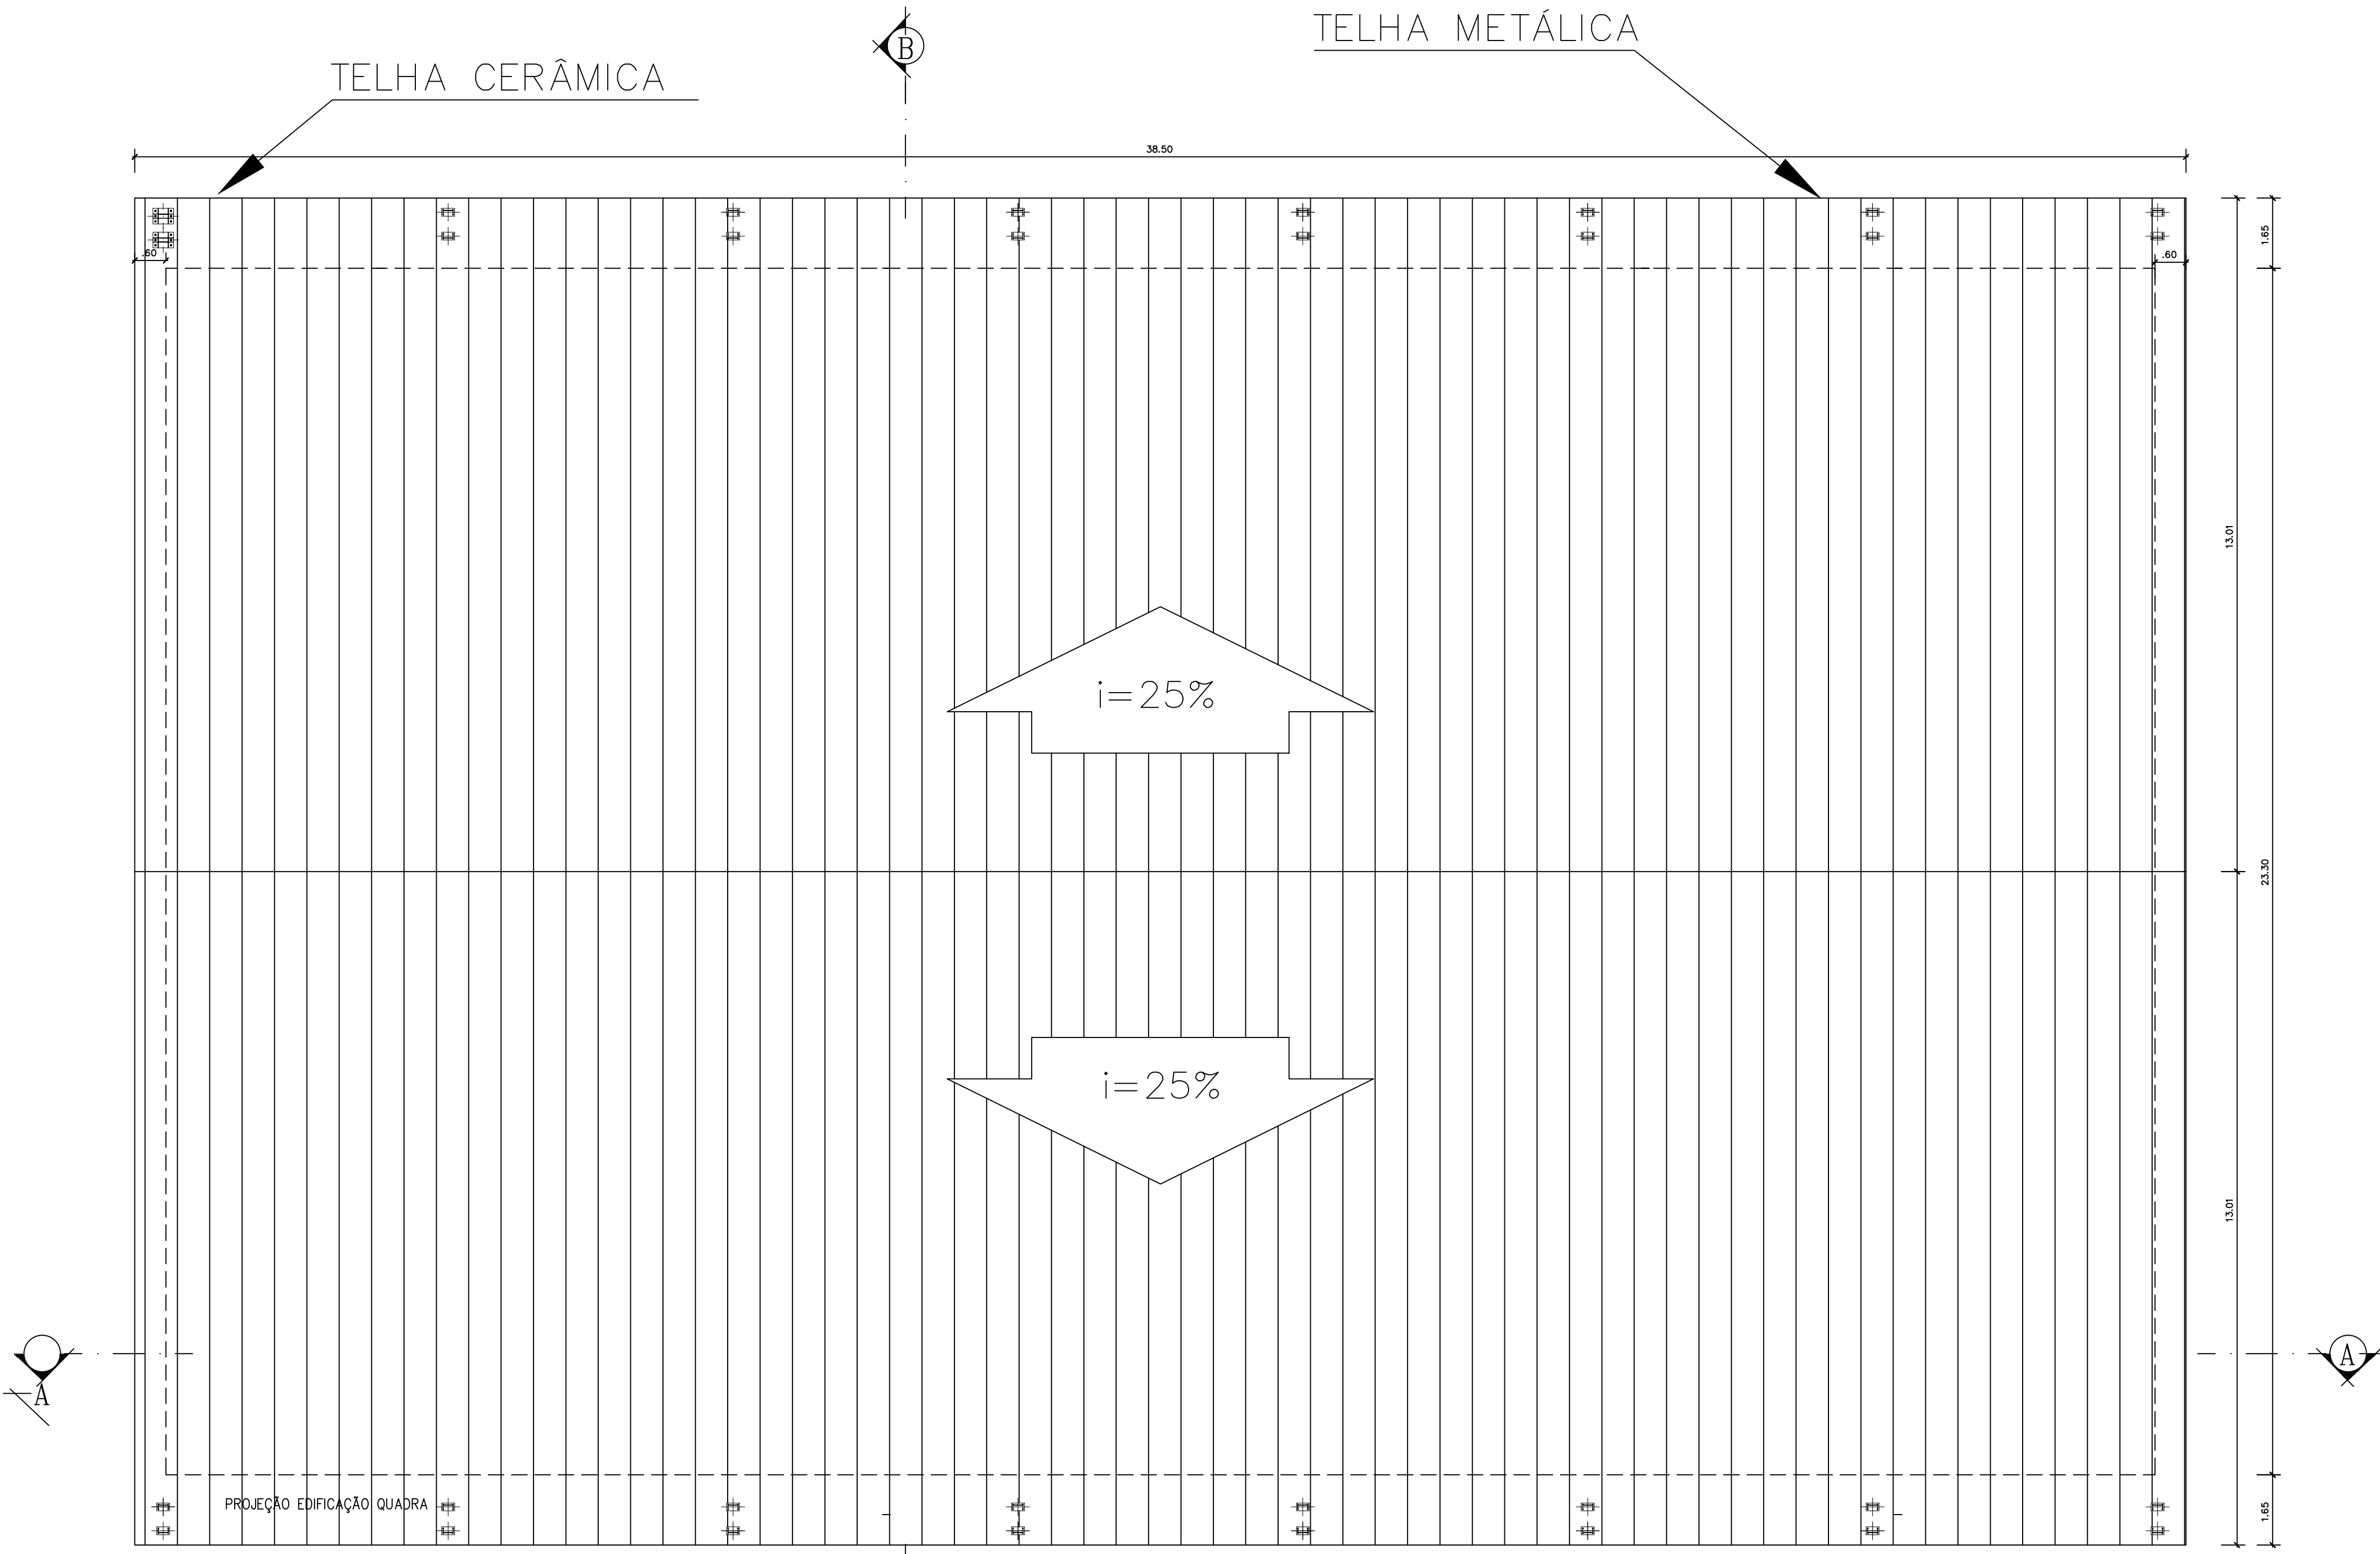 TELHA METÁLICA
B
TELHA CERÂMICA
38.50
1.65
.60
.60
13.01
i=25%
23.30
i=25%
13.01
A
A
PROJEÇÃO EDIFICAÇÃO QUADRA
1.65